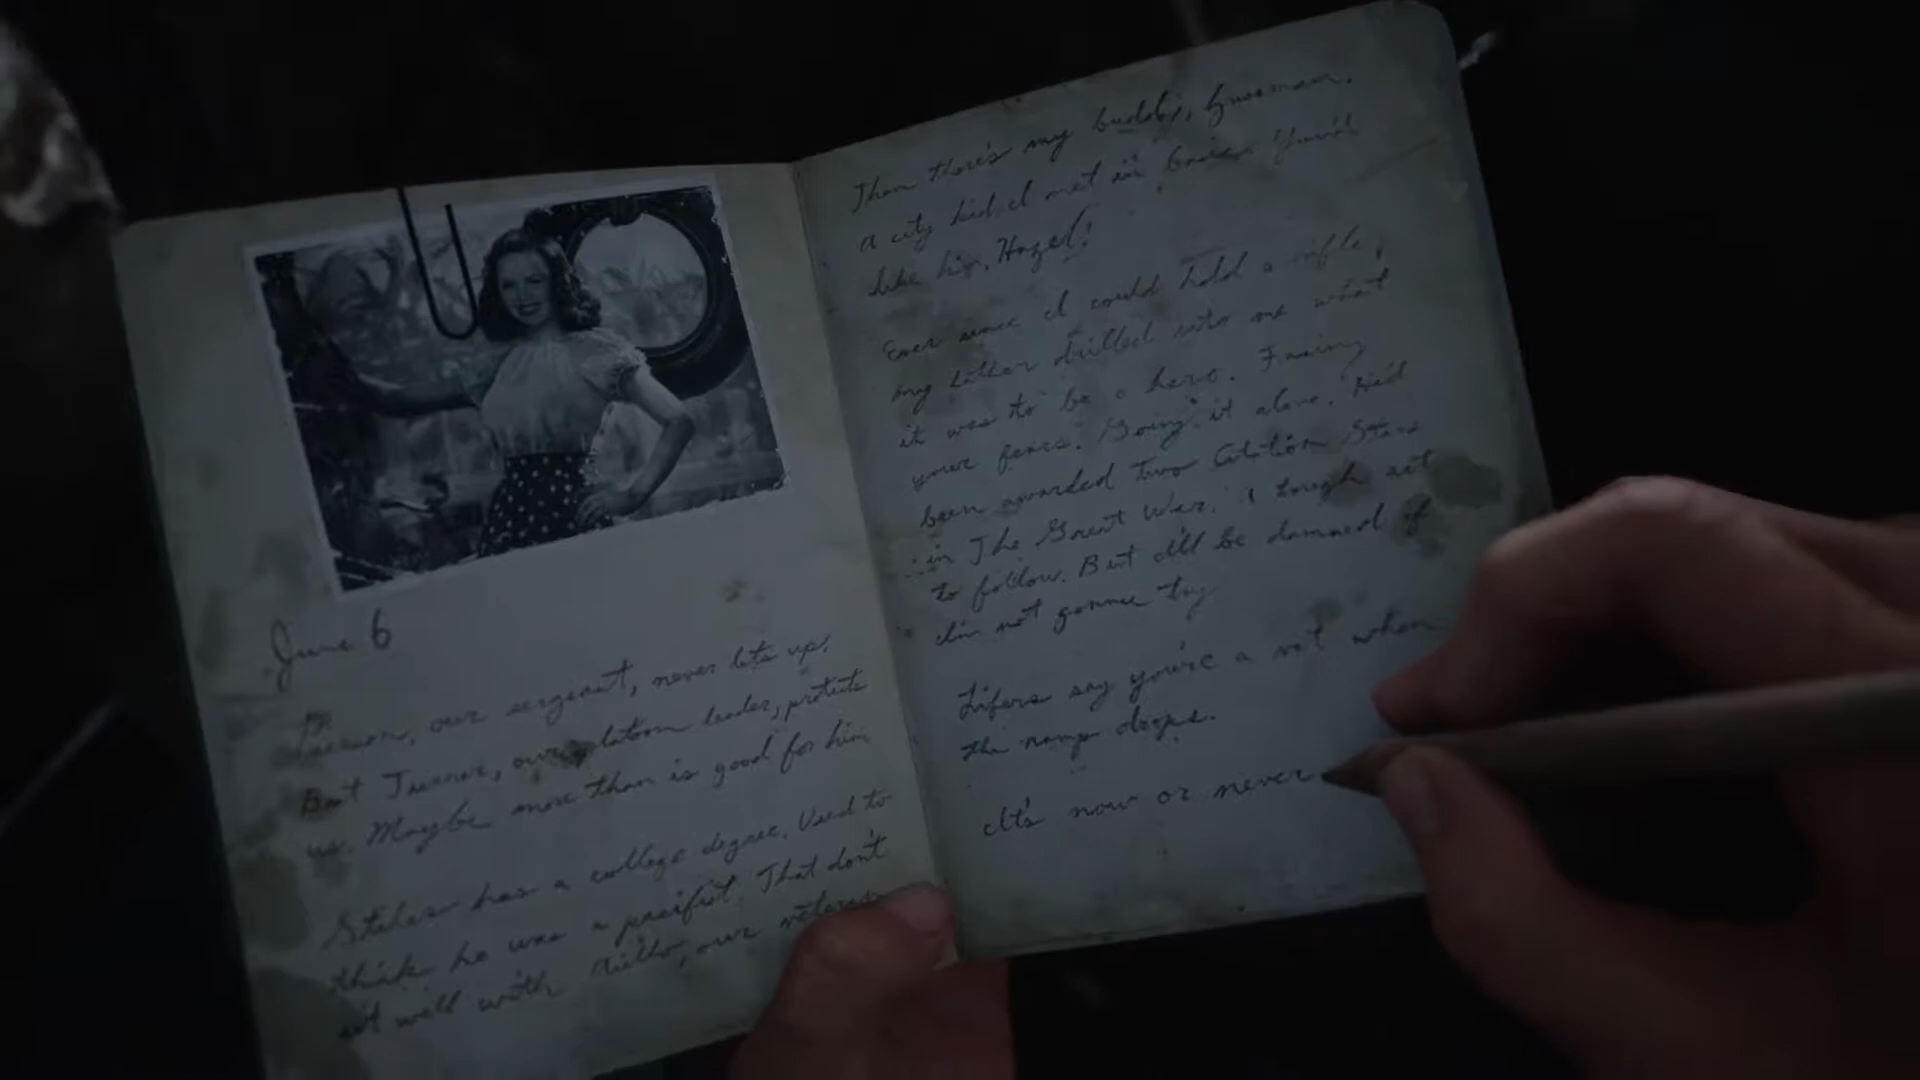 June 6
Pierson, our sergeant, never lets up.
But Turner, our platoon leader, protects
us. Maybe more than is good for him
Stiles has a college degree. Used to
think he was a pacifist. That don't
sit well with Aiello, our veteran
Then there's my buddy, Zussman.
A city kid I met in basic. You'd
like him, Hazel!
Ever since I could hold a rifle,
my father drilled into me what
it was to be a hero. Facing
your fears. Going it alone. He'd
been awarded two Citation Stars
in The Great War. A tough act
to follow. But I'll be damned if
I'm not gonna try
Lifers say you're a vet when
the ramp drops.
It's now or never